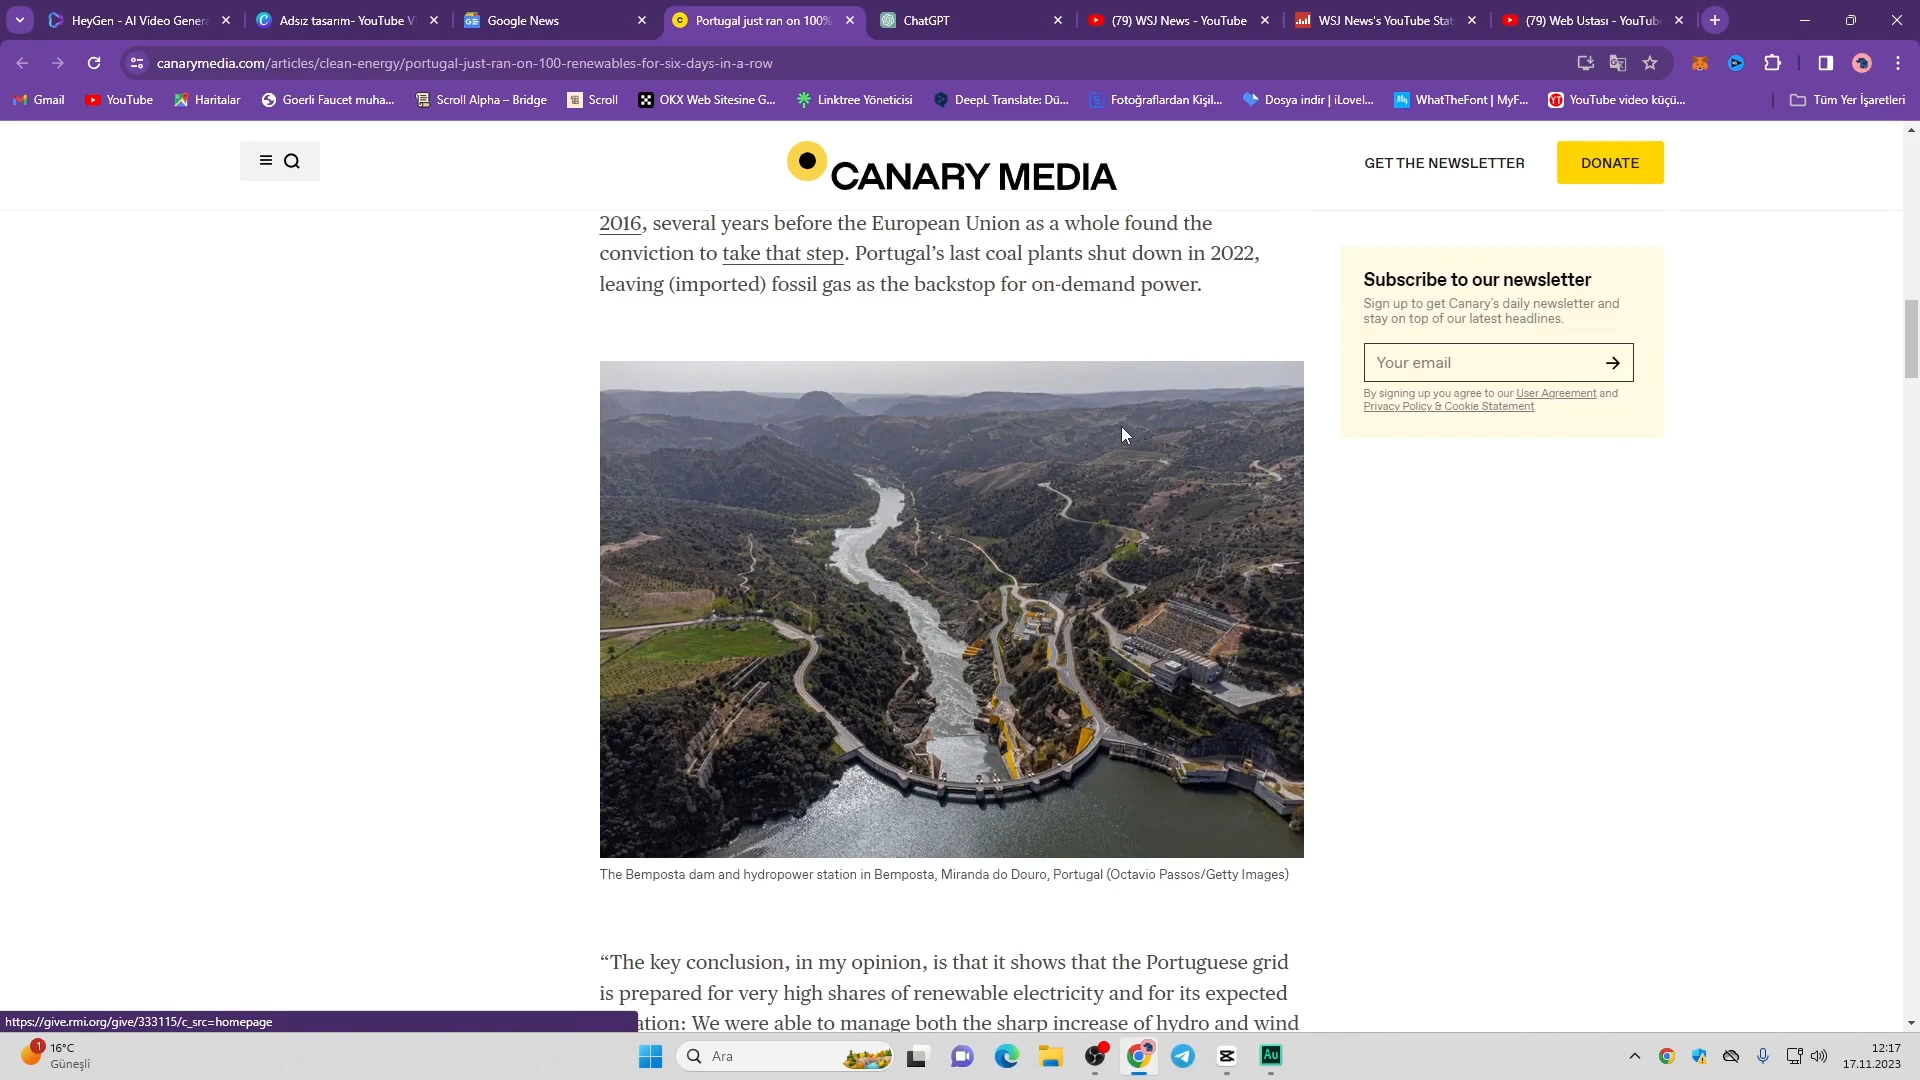 HeyGen - AI Video Genera
Adsız tasarım- YouTube V
Google News
Portugal just ran on 100%
ChatGPT
(79) WSJ News - YouTube
WSJ News's YouTube Stat
(79) Web Ustası - YouTub
canarymedia.com/articles/clean-energy/portugal-just-ran-on-100-renewables-for-six-days-in-a-row
Gmail
YouTube
Haritalar
Goerli Faucet muha...
Scroll Alpha – Bridge
Scroll
OKX Web Sitesine G...
Linktree Yöneticisi
DeepL Translate: Dü...
Fotoğraflardan Kişil...
Dosya indir | iLoveI...
WhatTheFont | MyF...
YouTube video küçü...
Tüm Yer İşaretleri
CANARY MEDIA
GET THE NEWSLETTER
DONATE
2016, several years before the European Union as a whole found the
conviction to take that step. Portugal’s last coal plants shut down in 2022,
leaving (imported) fossil gas as the backstop for on-demand power.
Subscribe to our newsletter
Sign up to get Canary's daily newsletter and
stay on top of our latest headlines.
Your email
By signing up you agree to our User Agreement and
Privacy Policy & Cookie Statement
The Bemposta dam and hydropower station in Bemposta, Miranda do Douro, Portugal (Octavio Passos/Getty Images)
“The key conclusion, in my opinion, is that it shows that the Portuguese grid
is prepared for very high shares of renewable electricity and for its expected
ation: We were able to manage both the sharp increase of hydro and wind
https://give.rmi.org/give/333115/c_src=homepage
1
16°C
Güneşli
Ara
Au
12:17
17.11.2023